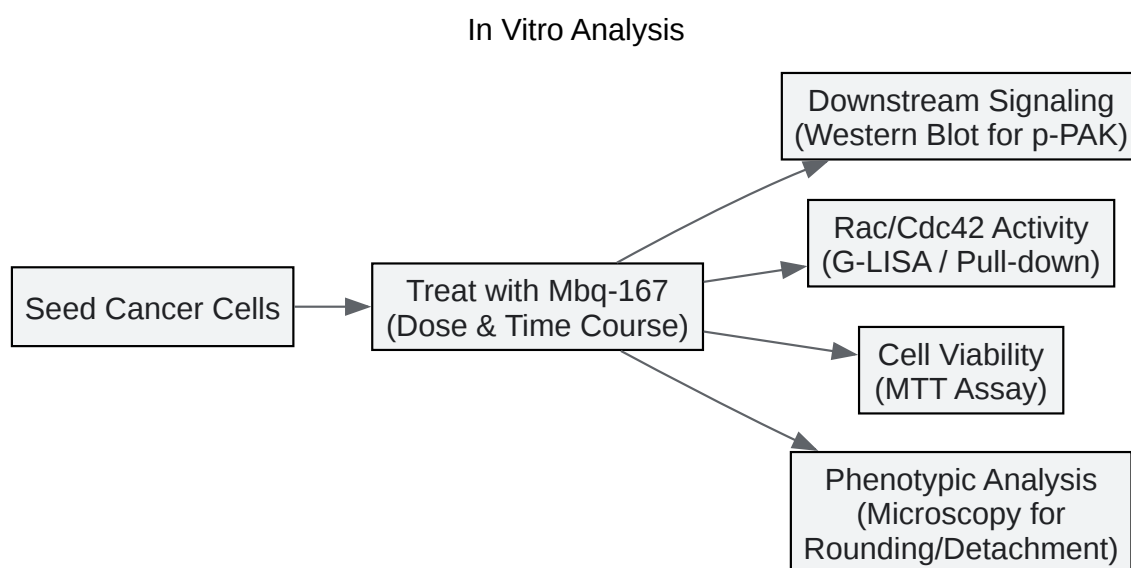 In Vitro Analysis
Downstream Signaling
(Western Blot for p-PAK)
Rac/Cdc42 Activity
(G-LISA / Pull-down)
Seed Cancer Cells
Treat with Mbq-167
(Dose & Time Course)
Cell Viability
(MTT Assay)
Phenotypic Analysis
(Microscopy for
Rounding/Detachment)